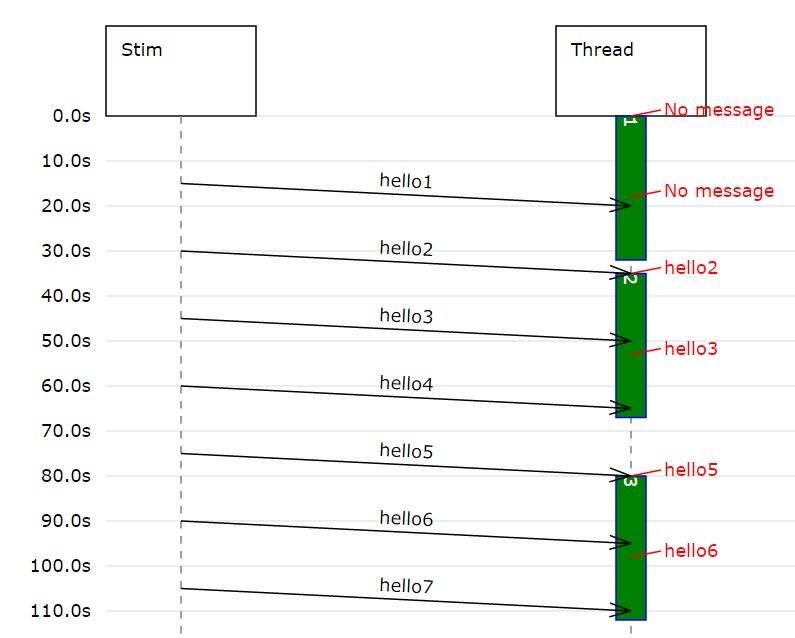 Stim
Thread
0.0s
1
No message
10.0s
hello1
No message
20.0s
30.0s
hello2
hello2
2
40.0s
hello3
50.0s
hello3
60.0s
hello4
70.0s
hello5
hello5
80.0s
3
90.0s
hello6
hello6
100.0s
hello7
110.0s